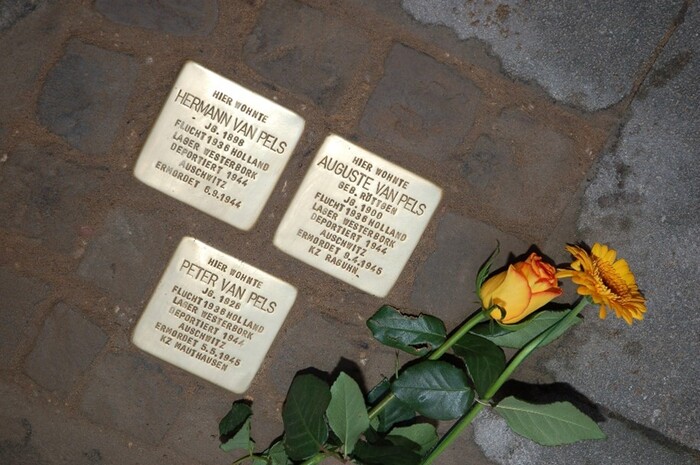 HIER WOHNTE
HERMANN VAN PELS
JG. 1898
FLUCHT 1936 HOLLAND
LAGER WESTERBORK
DEPORTIERT 1944
AUSCHWITZ
ERMORDET 6.9.1944
HIER WOHNTE
AUGUSTE VAN PELS
GEB. RÖTTGEN
JG. 1900
FLUCHT 1936 HOLLAND
LAGER WESTERBORK
DEPORTIERT 1944
AUSCHWITZ
ERMORDET 9.4.1945
KZ RAGUHN.
HIER WOHNTE
PETER VAN PELS
JG. 1926
FLUCHT 1936 HOLLAND
LAGER WESTERBORK
DEPORTIERT 1944
AUSCHWITZ
ERMORDET 5.5.1945
KZ MAUTHAUSEN